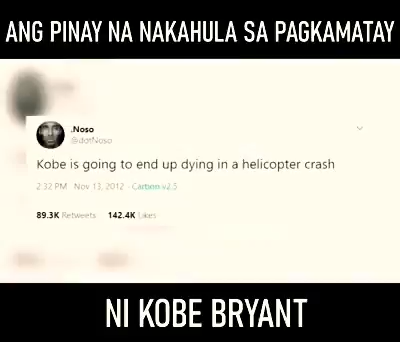 ANG PINAY NA NAKAHULA SA PAGKAMATAY
.Noso
@dotNoso
Kobe is going to end up dying in a helicopter crash
2:32 PM · Nov 13, 2012 · Carbon v2.5
89.3K Retweets 142.4K Likes
NI KOBE BRYANT